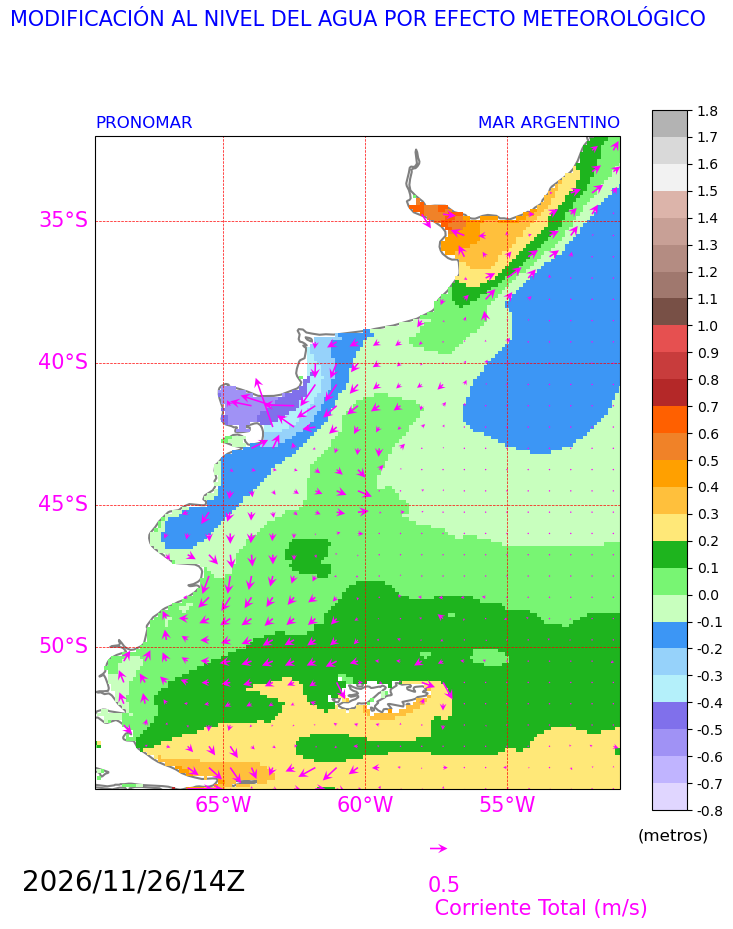 MODIFICACIÓN AL NIVEL DEL AGUA POR EFECTO METEOROLÓGICO
PRONOMAR
MAR ARGENTINO
35°S
40°S
45°S
50°S
65°W
60°W
55°W
1.8
1.7
1.6
1.5
1.4
1.3
1.2
1.1
1.0
0.9
0.8
0.7
0.6
0.5
0.4
0.3
0.2
0.1
0.0
-0.1
-0.2
-0.3
-0.4
-0.5
-0.6
-0.7
-0.8
(metros)
2026/11/26/14Z
0.5
Corriente Total (m/s)